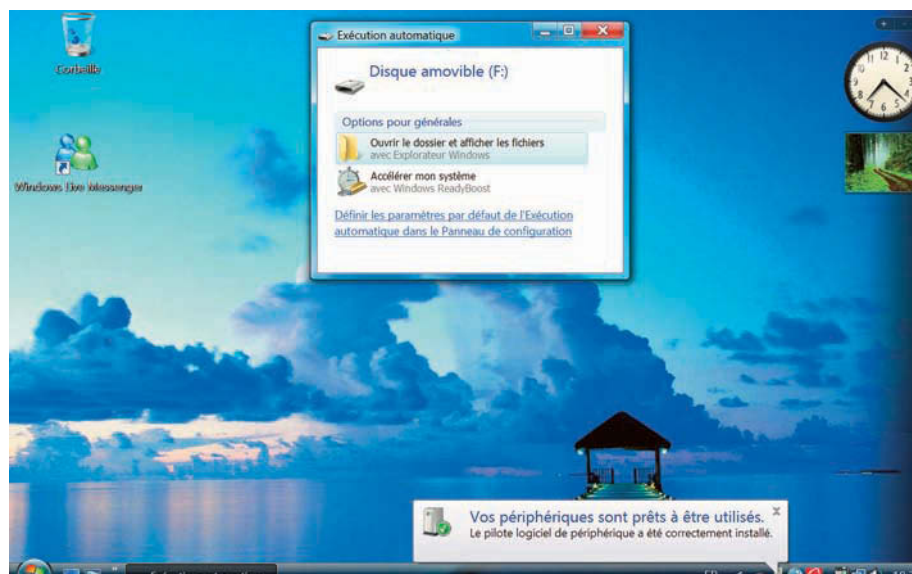 Corbeille
Windows Live Messenger
Exécution automatique
Disque amovible (F:)
Options pour générales
Ouvrir le dossier et afficher les fichiers
avec Explorateur Windows
Accélérer mon système
avec Windows ReadyBoost
Définir les paramètres par défaut de l'Exécution
automatique dans le Panneau de configuration
Vos périphériques sont prêts à être utilisés.
Le pilote logiciel de périphérique a été correctement installé.